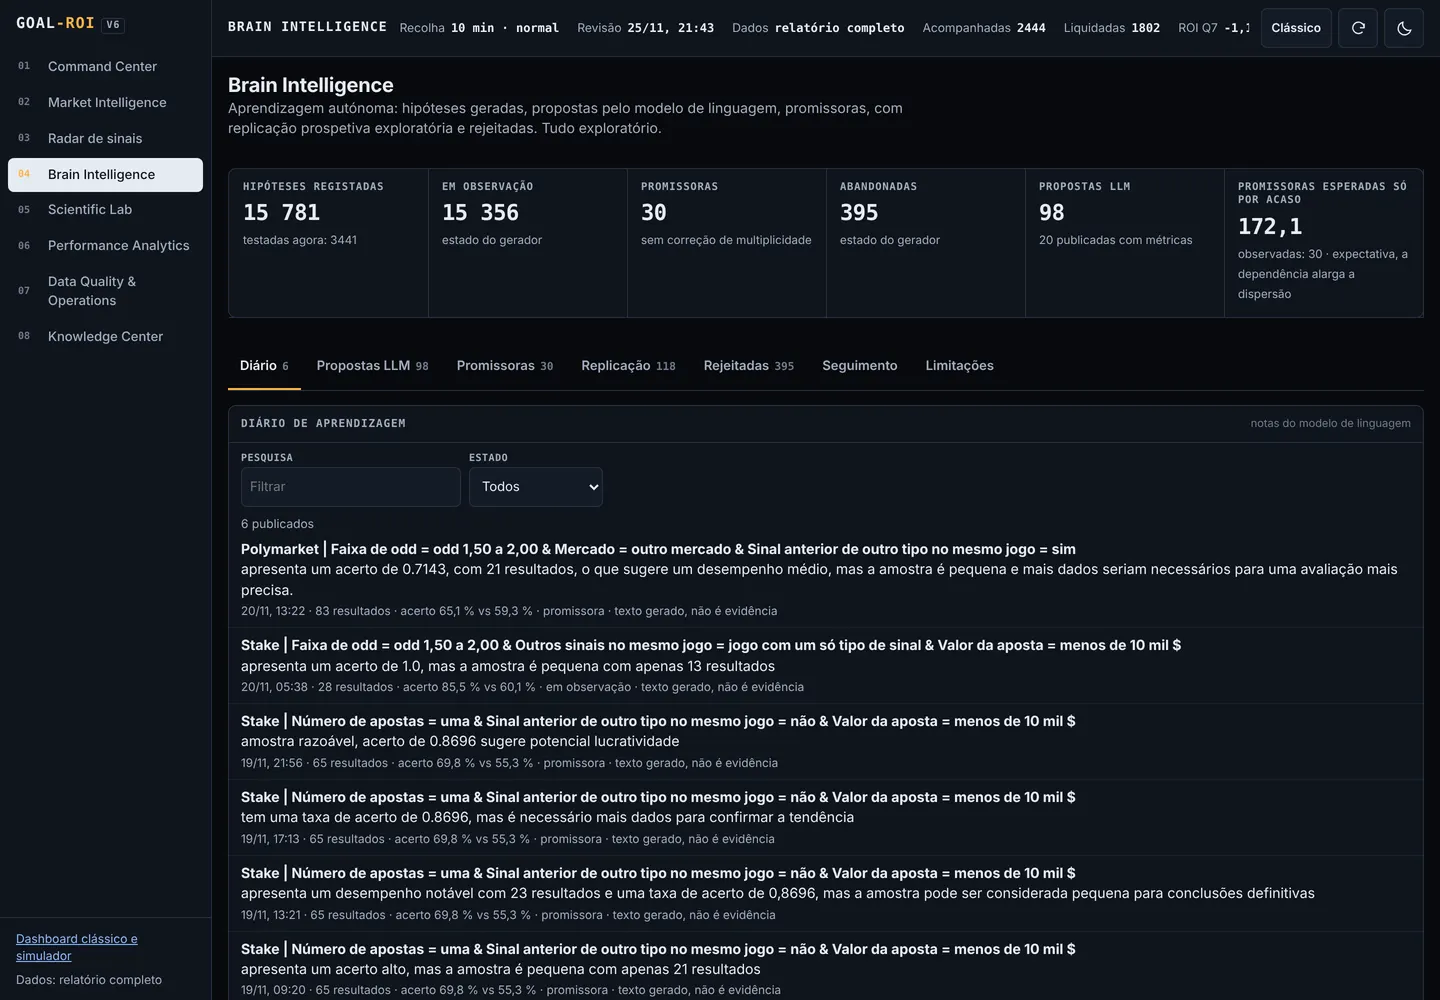 GOAL-ROI V6
01 Command Center
02 Market Intelligence
03 Radar de sinais
04 Brain Intelligence
05 Scientific Lab
06 Performance Analytics
07 Data Quality &
Operations
08 Knowledge Center
Dashboard clássico e
simulador
Dados: relatório completo
BRAIN INTELLIGENCE Recolha 10 min · normal Revisão 25/11, 21:43 Dados relatório completo Acompanhadas 2444 Liquidadas 1802 ROI Q7 Clássico
Brain Intelligence
Aprendizagem autónoma: hipóteses geradas, propostas pelo modelo de linguagem, promissoras, com
replicação prospetiva exploratória e rejeitadas. Tudo exploratório.
HIPÓTESES REGISTADAS
15 781
testadas agora: 3441
EM OBSERVAÇÃO
15 356
estado do gerador
PROMISSORAS
30
sem correção de multiplicidade
ABANDONADAS
395
estado do gerador
PROPOSTAS LLM
98
20 publicadas com métricas
PROMISSORAS ESPERADAS SÓ
POR ACASO
172,1
observadas: 30 · expectativa, a
dependência alarga a
dispersão
Diário 6 Propostas LLM 98 Promissoras 30 Replicação 118 Rejeitadas 395 Seguimento Limitações
DIÁRIO DE APRENDIZAGEM notas do modelo de linguagem
PESQUISA ESTADO
Filtrar Todos
6 publicados
Polymarket | Faixa de odd = odd 1,50 a 2,00 & Mercado = outro mercado & Sinal anterior de outro tipo no mesmo jogo = sim
apresenta um acerto de 0.7143, com 21 resultados, o que sugere um desempenho médio, mas a amostra é pequena e mais dados seriam necessários para uma avaliação mais
precisa.
20/11, 13:22 · 83 resultados · acerto 65,1 % vs 59,3 % · promissora · texto gerado, não é evidência
Stake | Faixa de odd = odd 1,50 a 2,00 & Outros sinais no mesmo jogo = jogo com um só tipo de sinal & Valor da aposta = menos de 10 mil $
apresenta um acerto de 1.0, mas a amostra é pequena com apenas 13 resultados
20/11, 05:38 · 28 resultados · acerto 85,5 % vs 60,1 % · em observação · texto gerado, não é evidência
Stake | Número de apostas = uma & Sinal anterior de outro tipo no mesmo jogo = não & Valor da aposta = menos de 10 mil $
amostra razoável, acerto de 0.8696 sugere potencial lucratividade
19/11, 21:56 · 65 resultados · acerto 69,8 % vs 55,3 % · promissora · texto gerado, não é evidência
Stake | Número de apostas = uma & Sinal anterior de outro tipo no mesmo jogo = não & Valor da aposta = menos de 10 mil $
tem uma taxa de acerto de 0.8696, mas é necessário mais dados para confirmar a tendência
19/11, 17:13 · 65 resultados · acerto 69,8 % vs 55,3 % · promissora · texto gerado, não é evidência
Stake | Número de apostas = uma & Sinal anterior de outro tipo no mesmo jogo = não & Valor da aposta = menos de 10 mil $
apresenta um desempenho notável com 23 resultados e uma taxa de acerto de 0,8696, mas a amostra pode ser considerada pequena para conclusões definitivas
19/11, 13:21 · 65 resultados · acerto 69,8 % vs 55,3 % · promissora · texto gerado, não é evidência
Stake | Número de apostas = uma & Sinal anterior de outro tipo no mesmo jogo = não & Valor da aposta = menos de 10 mil $
apresenta um acerto alto, mas a amostra é pequena com apenas 21 resultados
19/11, 09:20 · 65 resultados · acerto 69,8 % vs 55,3 % · promissora · texto gerado, não é evidência